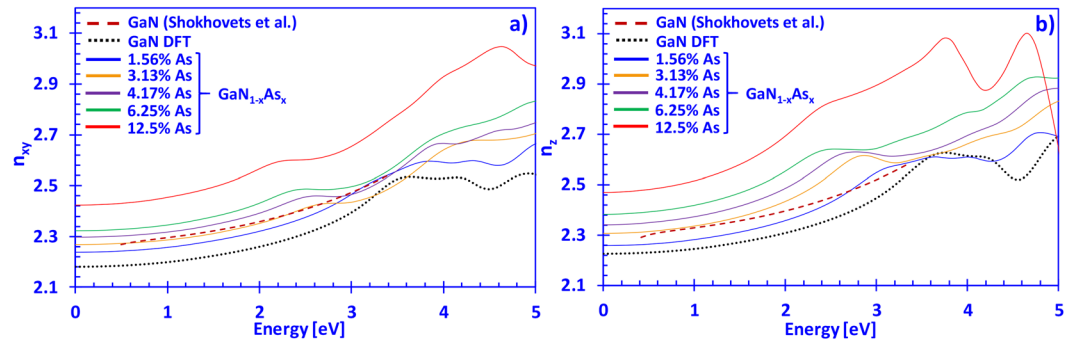 GaN (Shokhovets et al.)
GaN DFT
1.56% As
3.13% As
4.17% As
6.25% As
12.5% As
GaN1-xAsx
a)
3.1
2.9
2.7
2.5
2.3
2.1
nxy
0
1
2
3
4
5
Energy [eV]
GaN (Shokhovets et al.)
GaN DFT
1.56% As
3.13% As
4.17% As
6.25% As
12.5% As
GaN1-xAsx
b)
3.1
2.9
2.7
2.5
2.3
2.1
nz
0
1
2
3
4
5
Energy [eV]